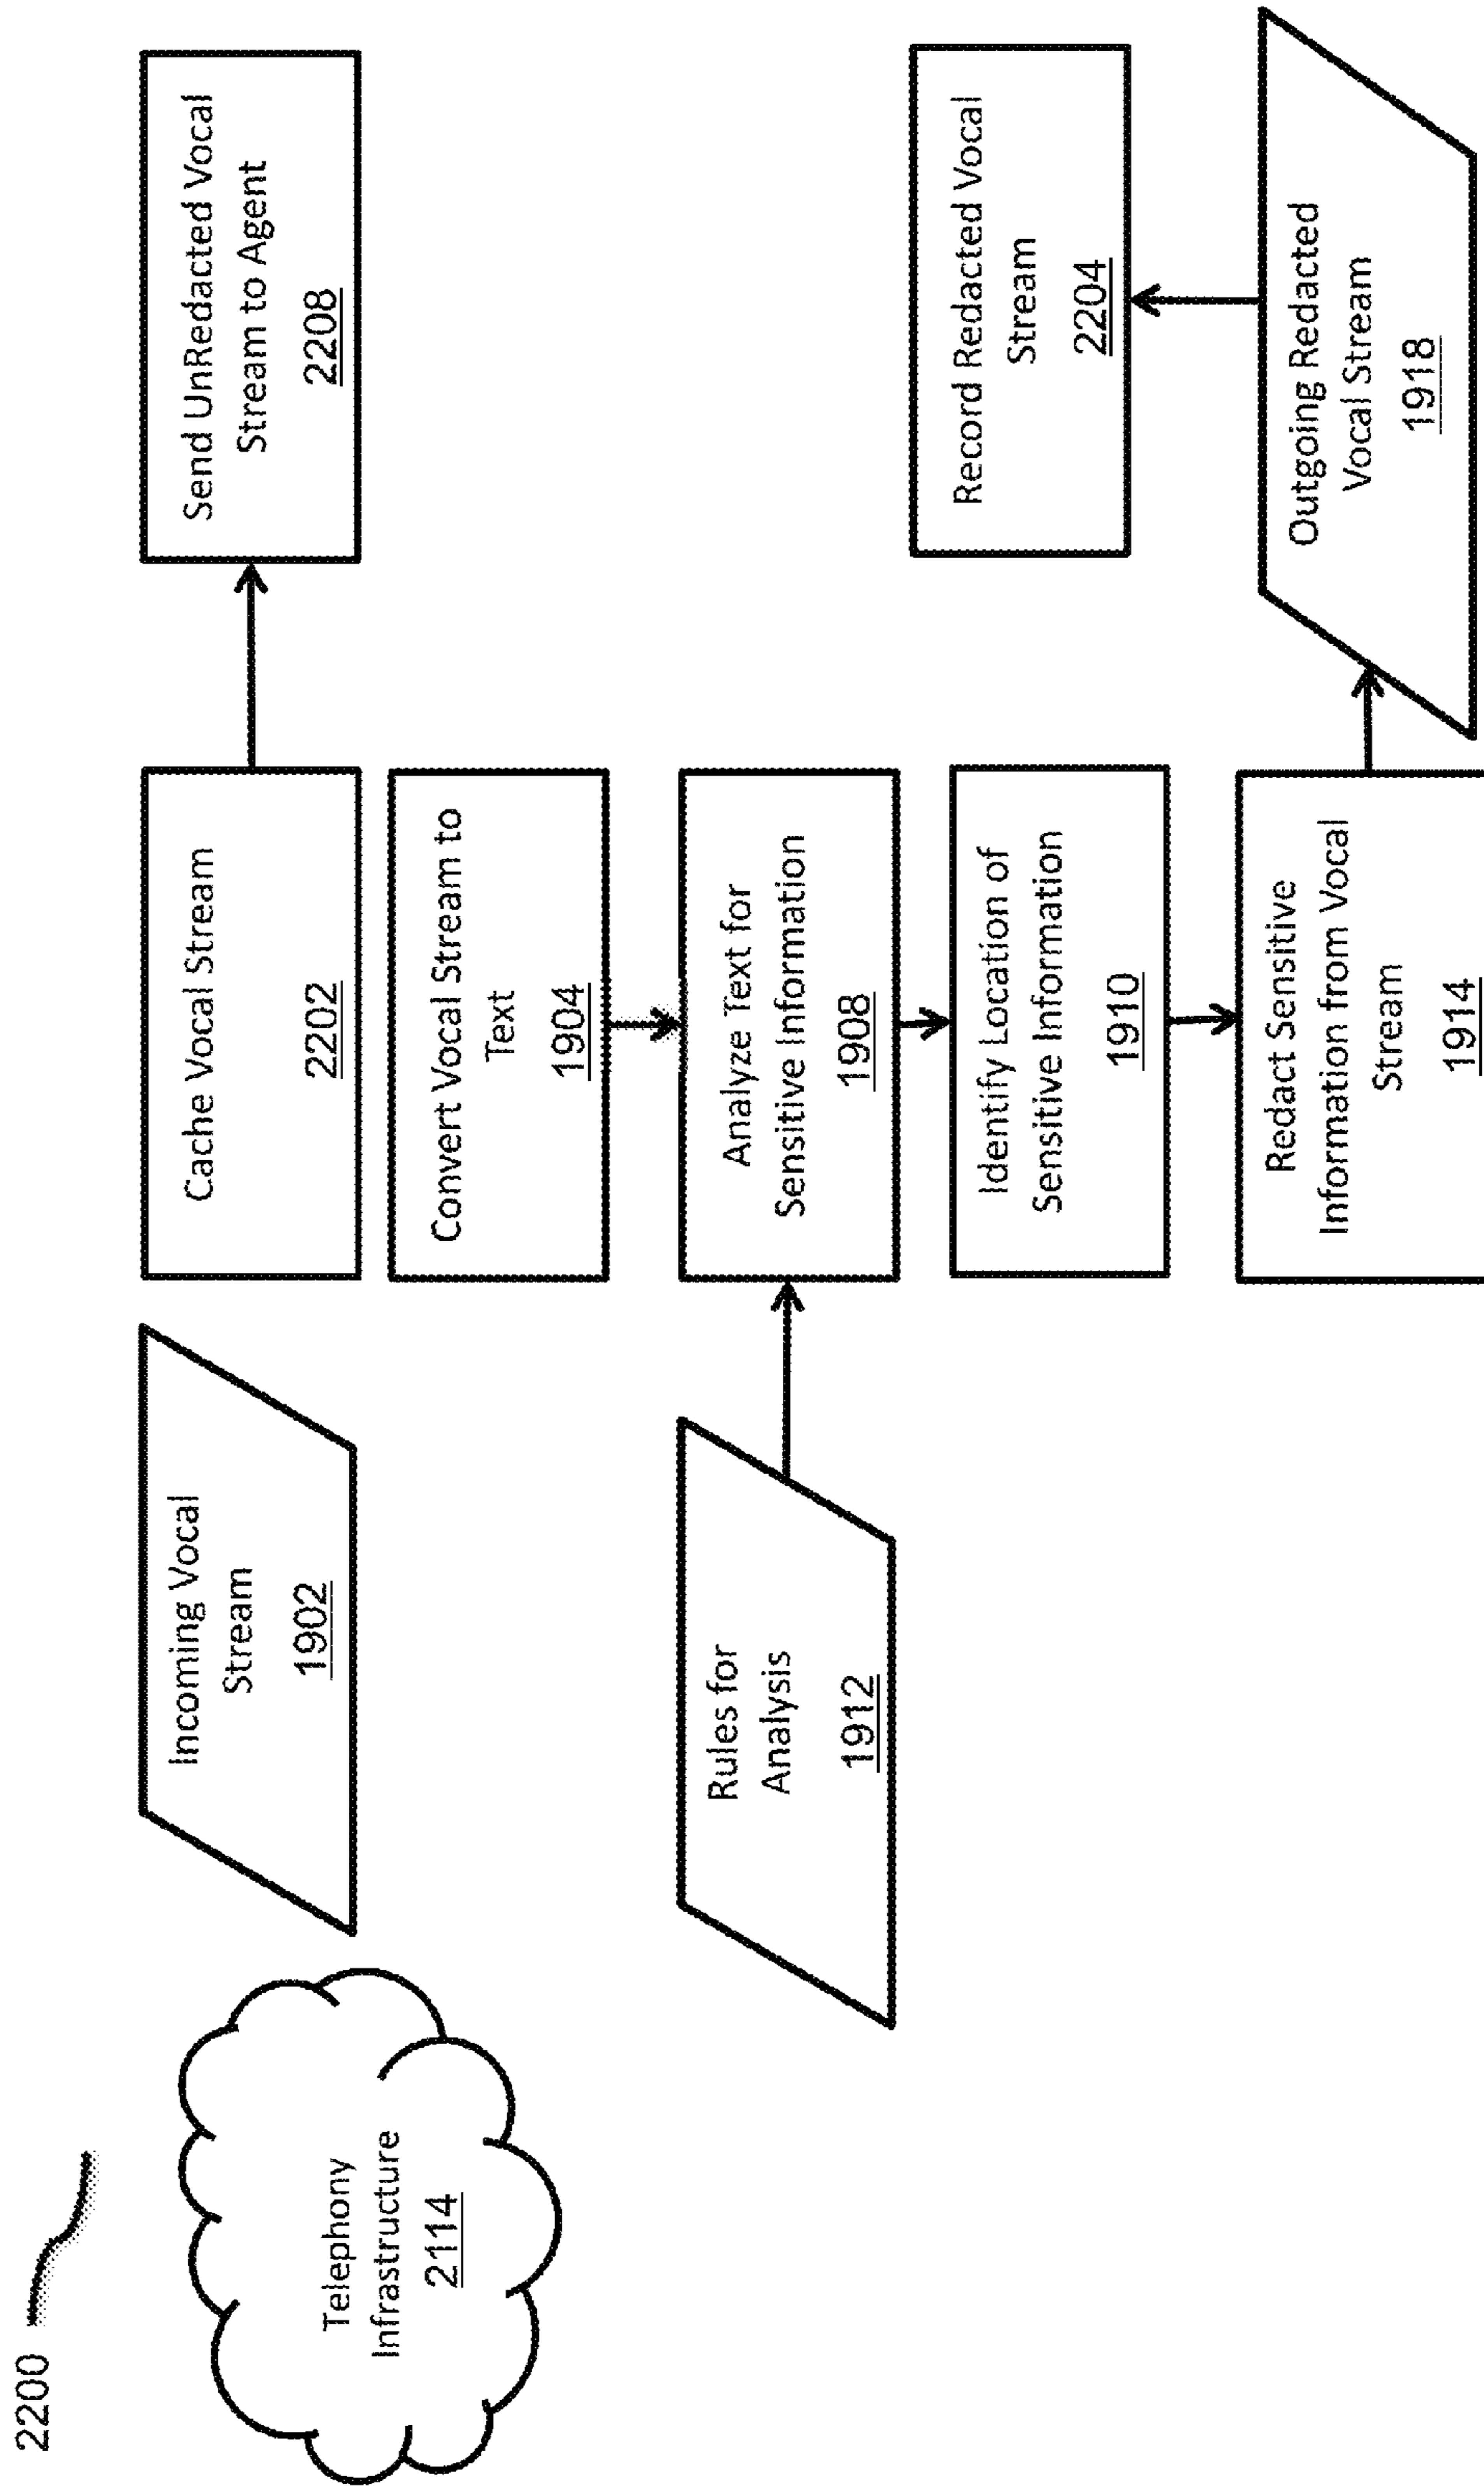 2200
Telephony
Infrastructure
2114
Incoming Vocal
Stream
1902
Cache Vocal Stream
2202
Send UnRedacted Vocal
Stream to Agent
2208
Convert Vocal Stream to
Text
1904
Rules for
Analysis
1912
Analyze Text for
Sensitive Information
1908
Identify Location of
Sensitive Information
1910
Record Redacted Vocal
Stream
2204
Redact Sensitive
Information from Vocal
Stream
1914
Outgoing Redacted
Vocal Stream
1918